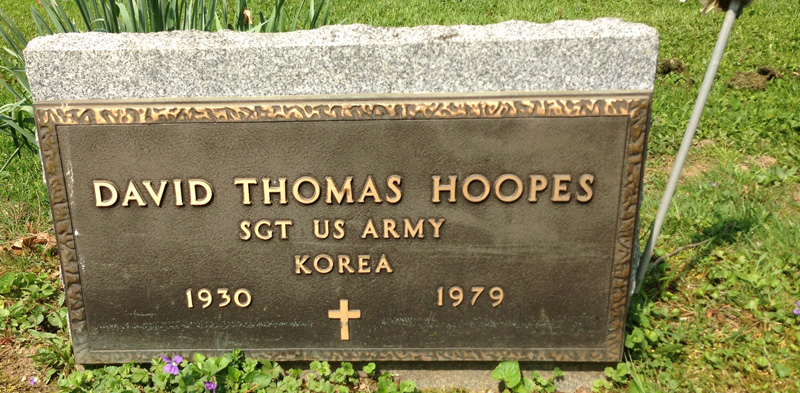 DAVID THOMAS HOOPES
SGT US ARMY
KOREA
1930 1979